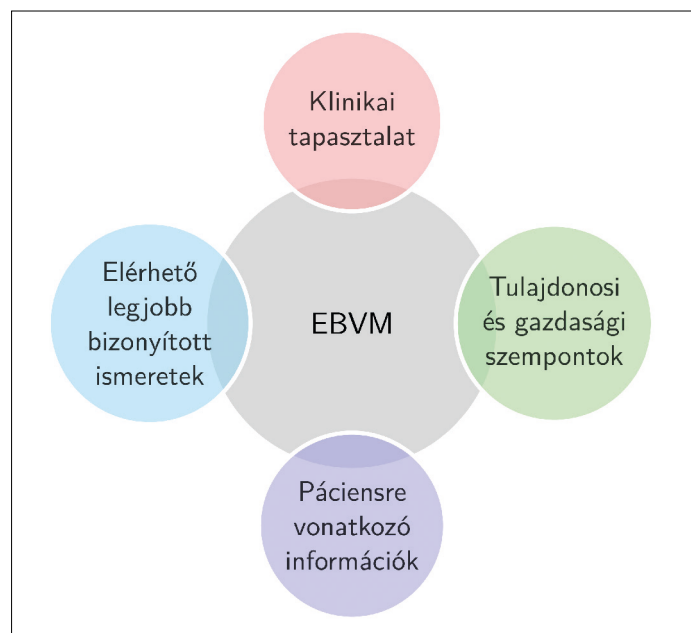 Klinikai
tapasztalat
Elérhető
legjobb
bizonyított
ismeretek
EBVM
Tulajdonosi
és gazdasági
szempontok
Páciensre
vonatkozó
információk